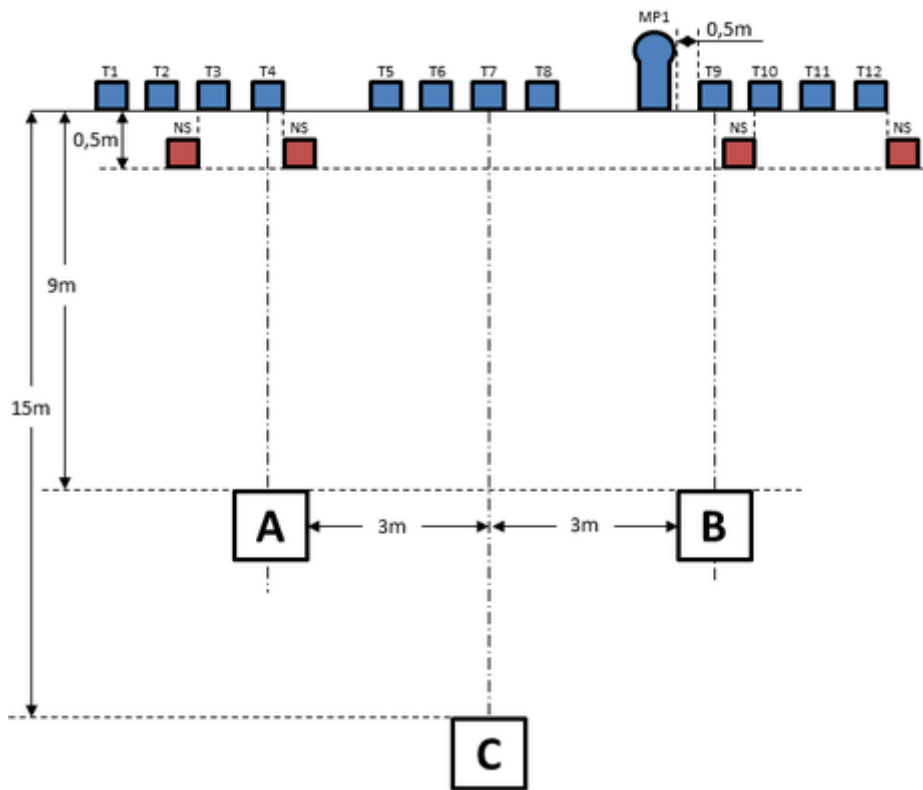 MP1
0,5m
T1 T2 T3 T4 T5 T6 T7 T8 T9 T10 T11 T12
0,5m NS NS NS NS
9m
15m
A 3m 3m B
C